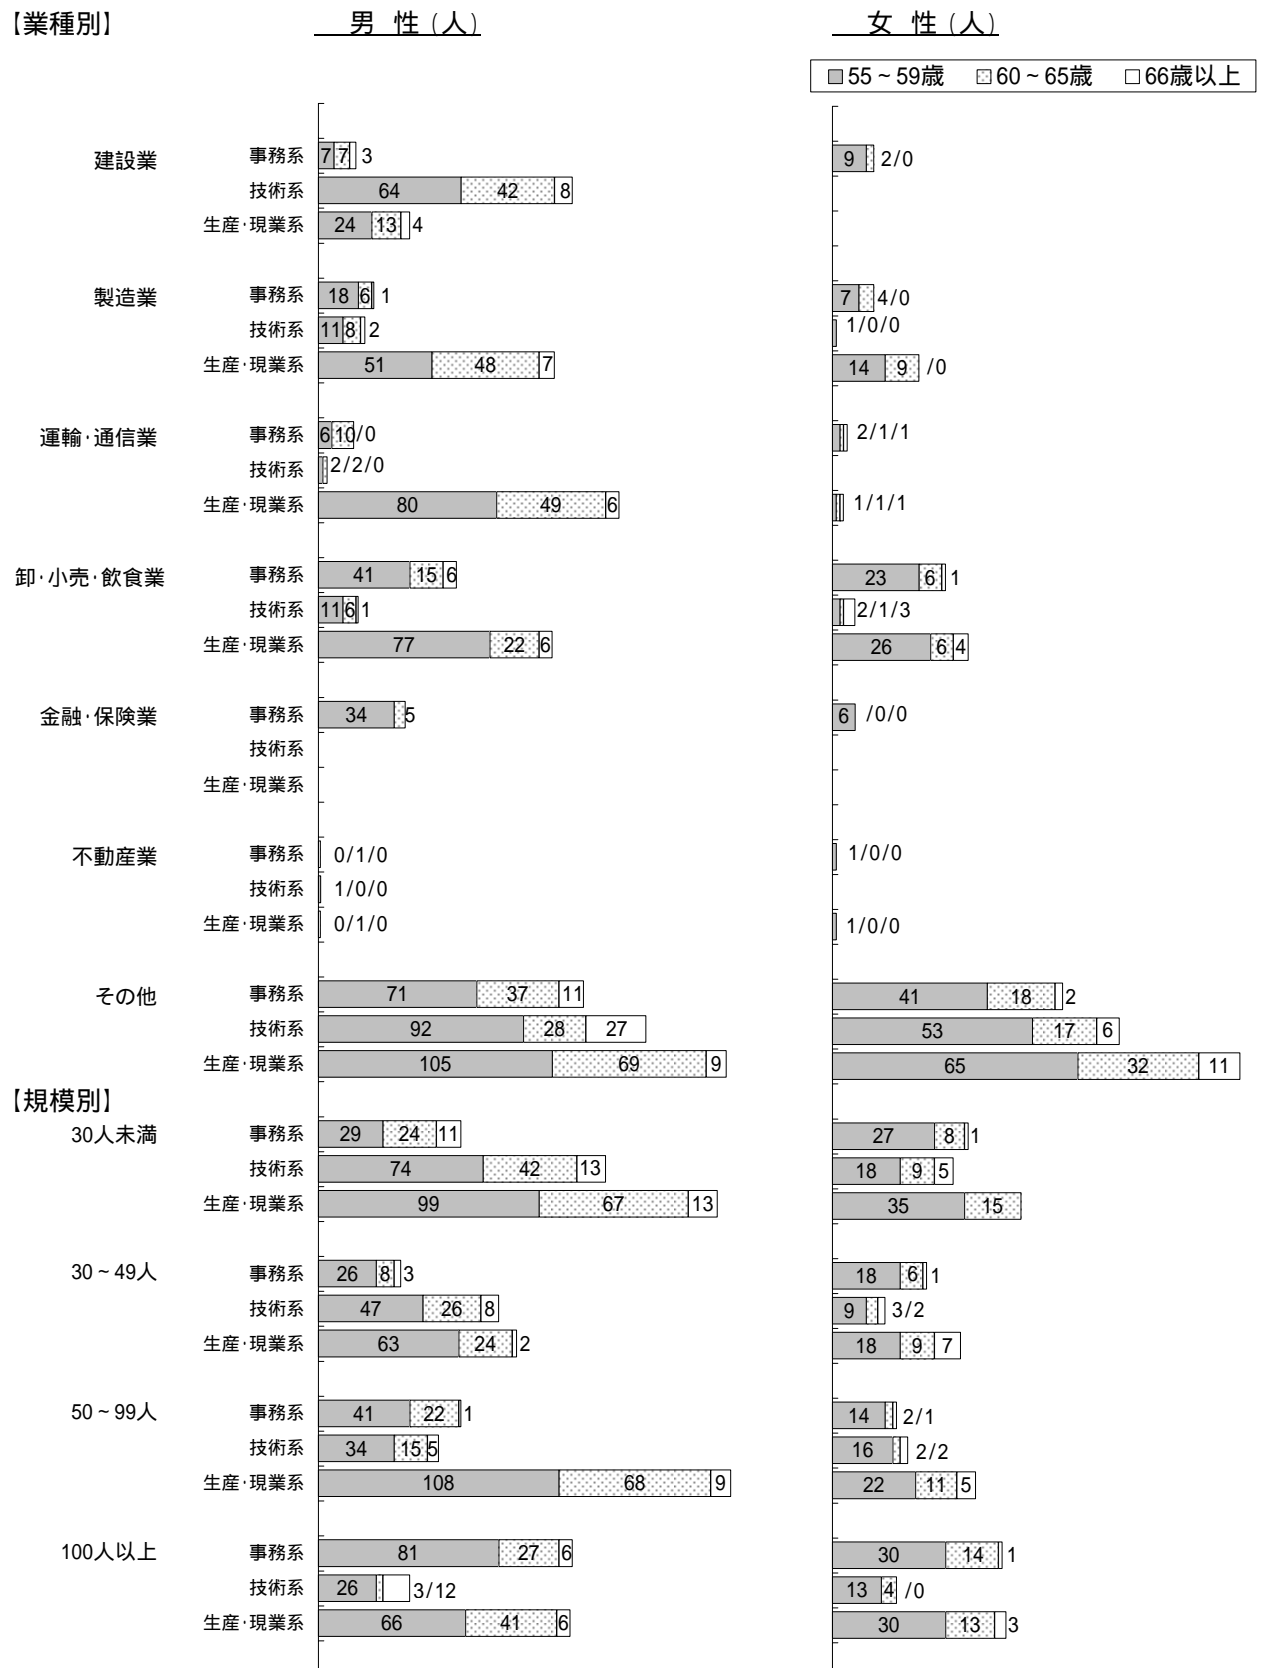 【業種別】 男 性 (人) 女 性 (人)
55～59歳 60～65歳 66歳以上
建設業 事務系 7 7 3 9 2/0
技術系 64 42 8
生産・現業系 24 13 4
製造業 事務系 18 6 1 7 4/0
技術系 11 8 2 1/0/0
生産・現業系 51 48 7 14 9 /0
運輸・通信業 事務系 6 10/0 2/1/1
技術系 2/2/0
生産・現業系 80 49 6 1/1/1
卸・小売・飲食業 事務系 41 15 6 23 6 1
技術系 11 6 1 2/1/3
生産・現業系 77 22 6 26 6 4
金融・保険業 事務系 34 5 6 /0/0
技術系
生産・現業系
不動産業 事務系 0/1/0 1/0/0
技術系 1/0/0
生産・現業系 0/1/0 1/0/0
その他 事務系 71 37 11 41 18 2
技術系 92 28 27 53 17 6
生産・現業系 105 69 9 65 32 11
【規模別】
30人未満 事務系 29 24 11 27 8 1
技術系 74 42 13 18 9 5
生産・現業系 99 67 13 35 15
30～49人 事務系 26 8 3 18 6 1
技術系 47 26 8 9 3/2
生産・現業系 63 24 2 18 9 7
50～99人 事務系 41 22 1 14 2/1
技術系 34 15 5 16 2/2
生産・現業系 108 68 9 22 11 5
100人以上 事務系 81 27 6 30 14 1
技術系 26 3/12 13 4 /0
生産・現業系 66 41 6 30 13 3